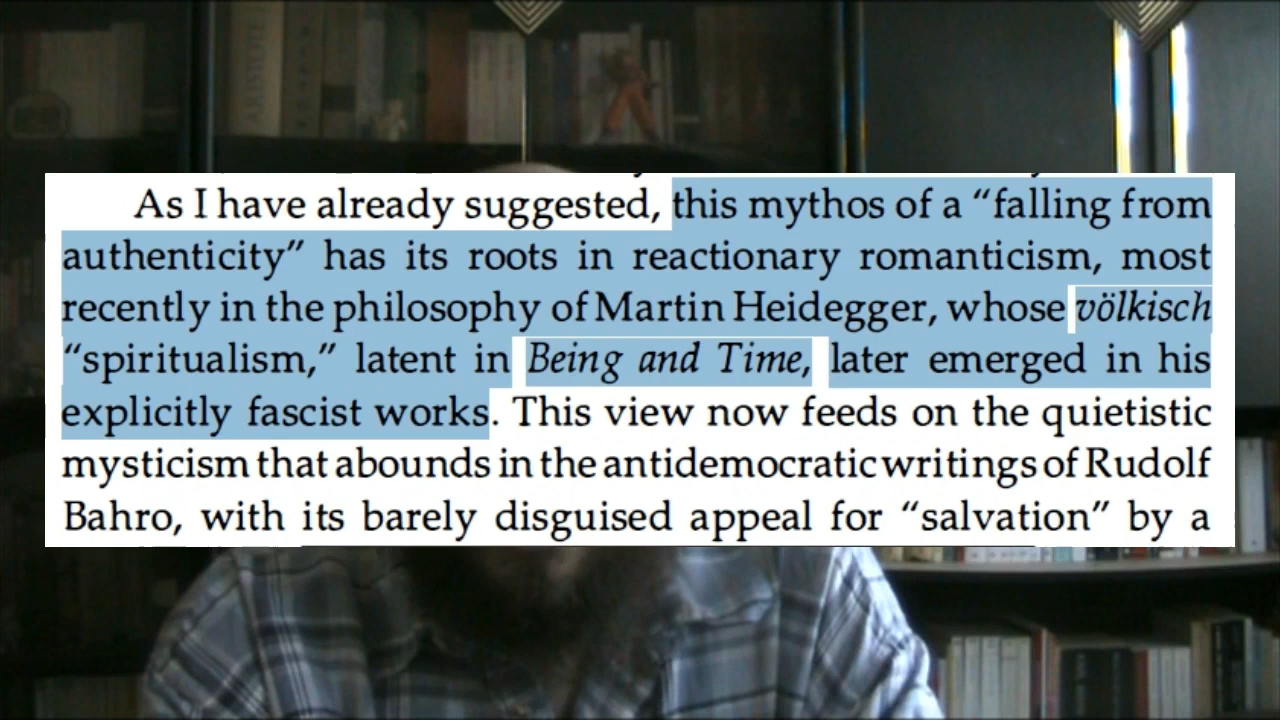 ARISTOTE
As I have already suggested, this mythos of a “falling from
authenticity” has its roots in reactionary romanticism, most
recently in the philosophy of Martin Heidegger, whose völkisch
“spiritualism,” latent in Being and Time, later emerged in his
explicitly fascist works. This view now feeds on the quietistic
mysticism that abounds in the antidemocratic writings of Rudolf
Bahro, with its barely disguised appeal for “salvation” by a